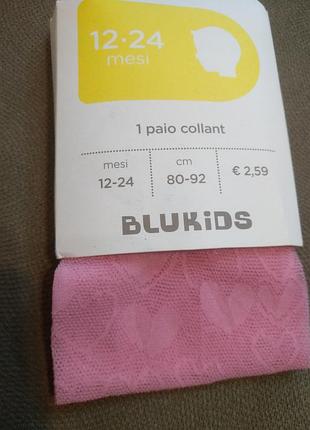 12•24
mesi
1 paio collant
mesi cm € 2,59
12-24 80-92
BLUKiDS